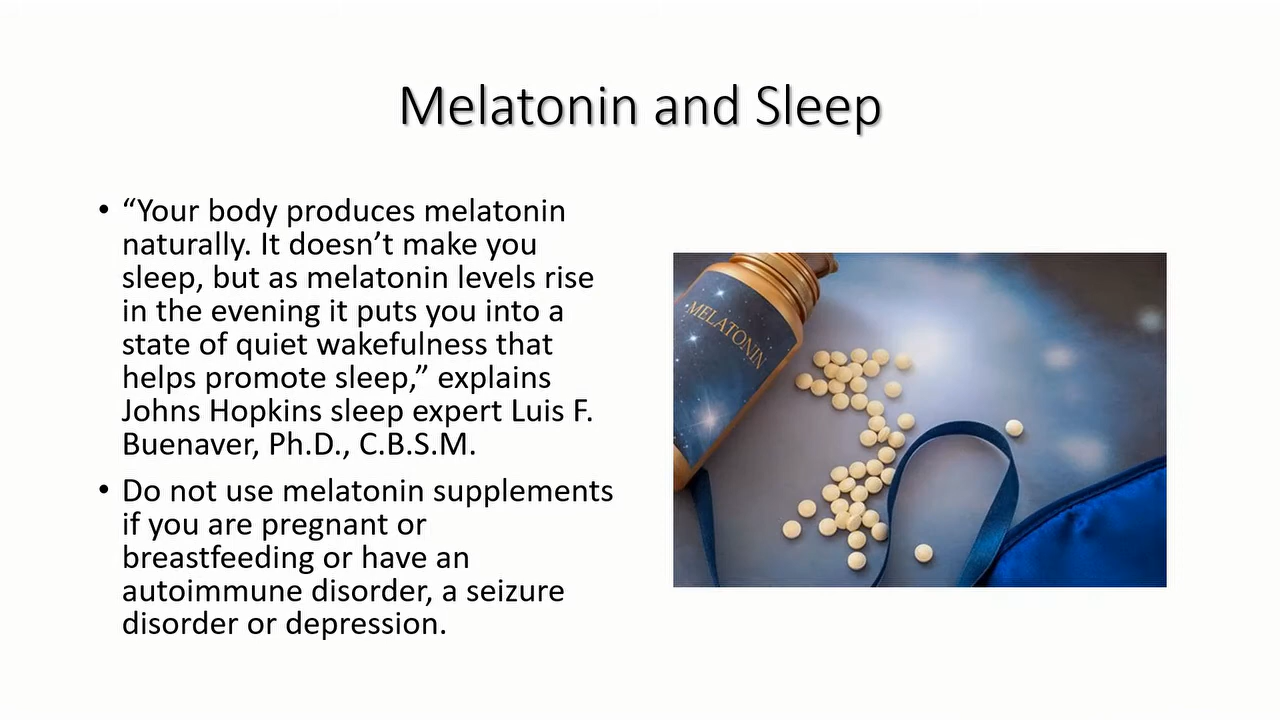 Melatonin and Sleep
• “Your body produces melatonin
naturally. It doesn’t make you
sleep, but as melatonin levels rise
in the evening it puts you into a
state of quiet wakefulness that
helps promote sleep,” explains
Johns Hopkins sleep expert Luis F.
Buenaver, Ph.D., C.B.S.M.
• Do not use melatonin supplements
if you are pregnant or
breastfeeding or have an
autoimmune disorder, a seizure
disorder or depression.
MELATONIN